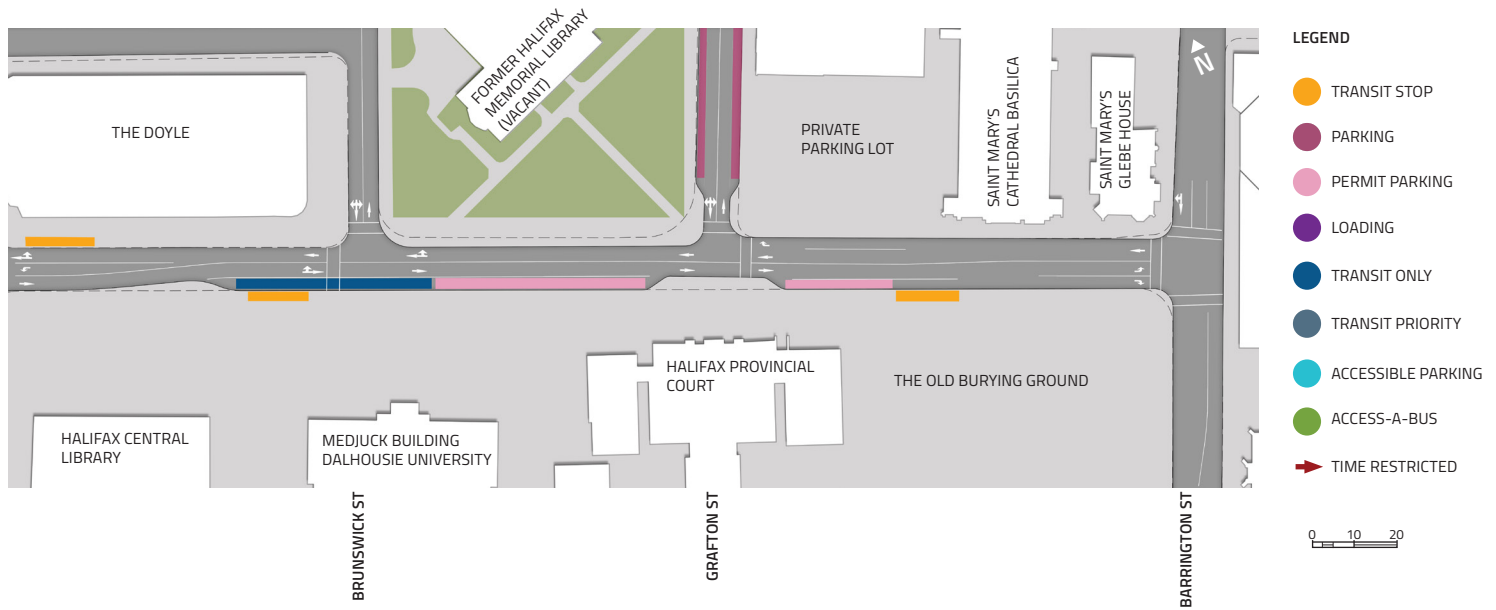 FORMER HALIFAX
MEMORIAL LIBRARY
(VACANT)
THE DOYLE
PRIVATE
PARKING LOT
SAINT MARY'S
CATHEDRAL BASILICA
SAINT MARY'S
GLEBE HOUSE
N
HALIFAX PROVINCIAL
COURT
THE OLD BURYING GROUND
HALIFAX CENTRAL
LIBRARY
MEDJUCK BUILDING
DALHOUSIE UNIVERSITY
BRUNSWICK ST
GRAFTON ST
BARRINGTON ST
LEGEND
TRANSIT STOP
PARKING
PERMIT PARKING
LOADING
TRANSIT ONLY
TRANSIT PRIORITY
ACCESSIBLE PARKING
ACCESS-A-BUS
TIME RESTRICTED
0 10 20